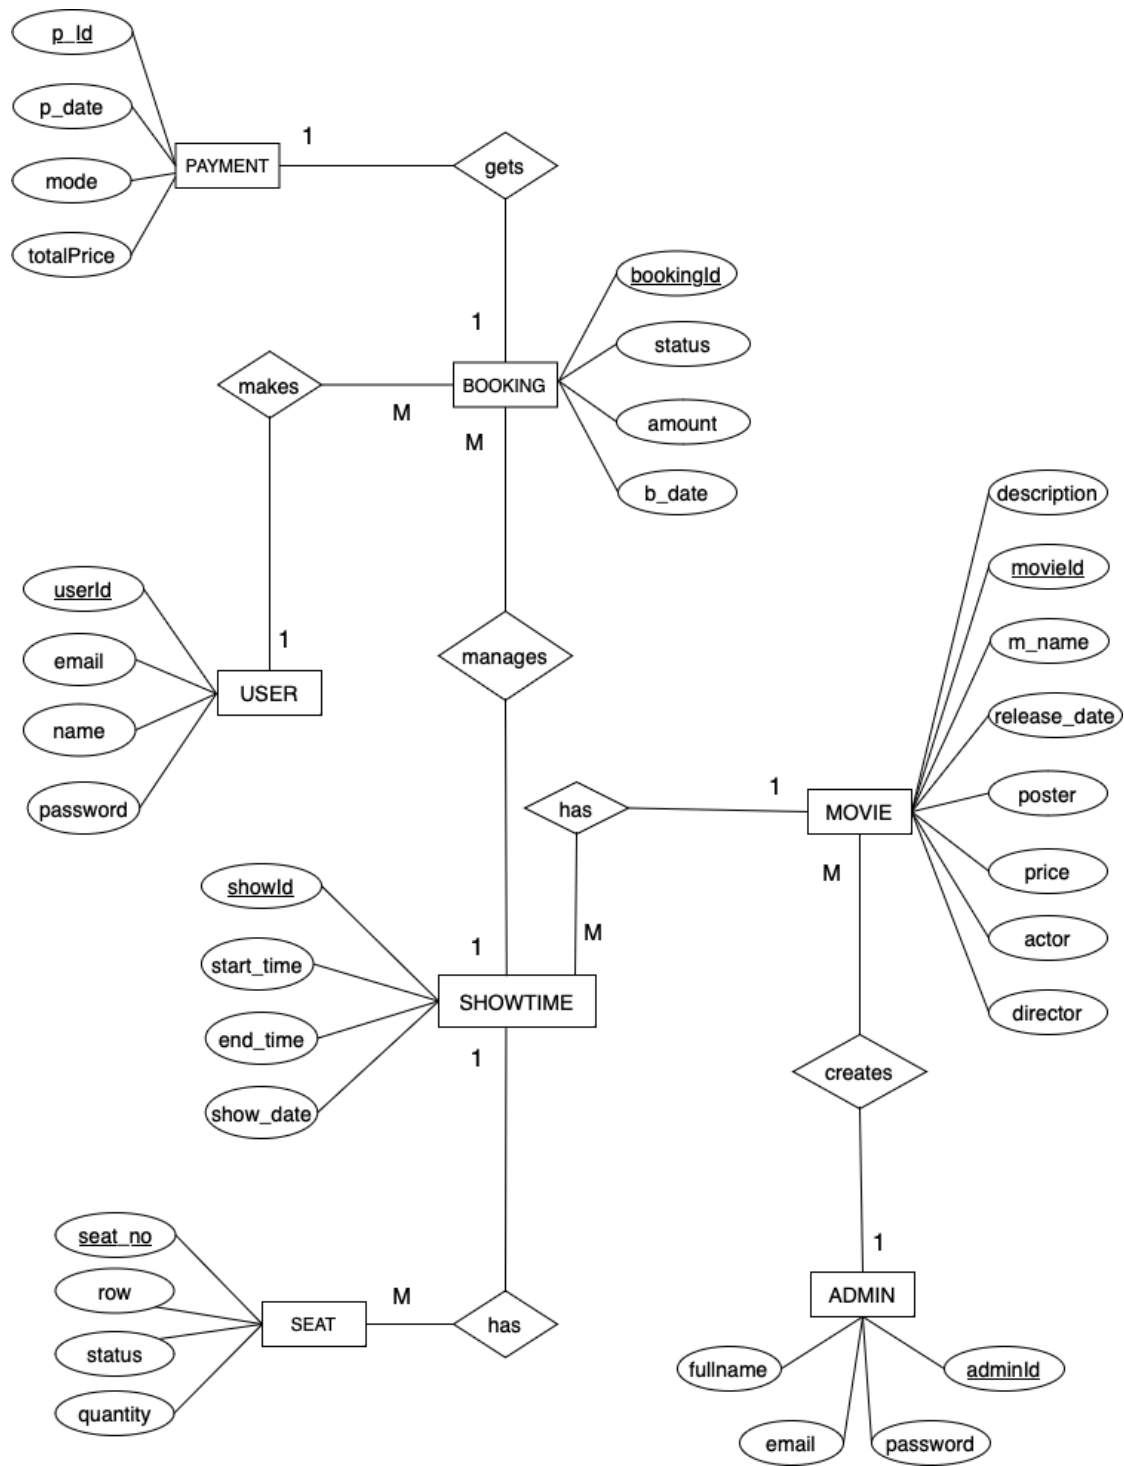 p_Id
p_date
PAYMENT
1
gets
mode
totalPrice
bookingId
1
status
makes
BOOKING
M
M
amount
b_date
description
movieId
userId
m_name
1
manages
email
USER
release_date
name
has
1
MOVIE
poster
password
M
price
showId
M
1
actor
start_time
SHOWTIME
director
end_time
1
creates
show_date
seat_no
1
row
M
ADMIN
SEAT
has
status
fullname
adminId
quantity
email
password